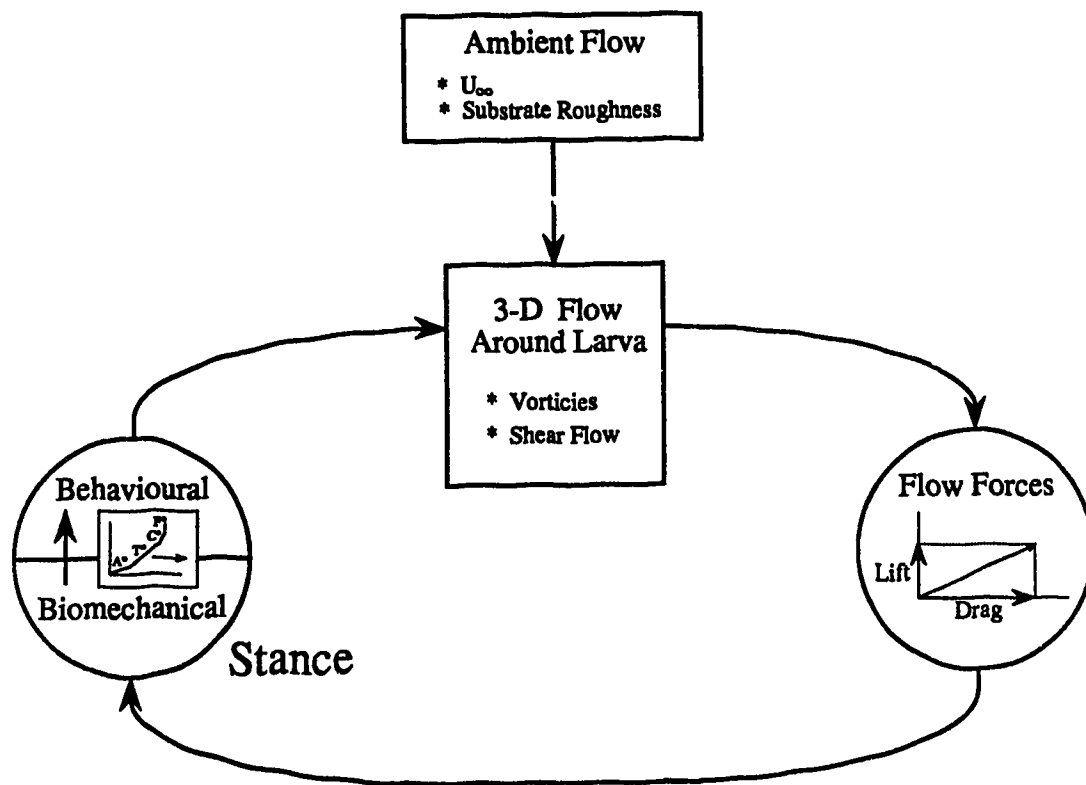 Ambient Flow
* U∞
* Substrate Roughness
3-D Flow
Around Larva
* Vorticies
* Shear Flow
Behavioural
A° T° C° P°
Biomechanical
Stance
Flow Forces
Lift
Drag